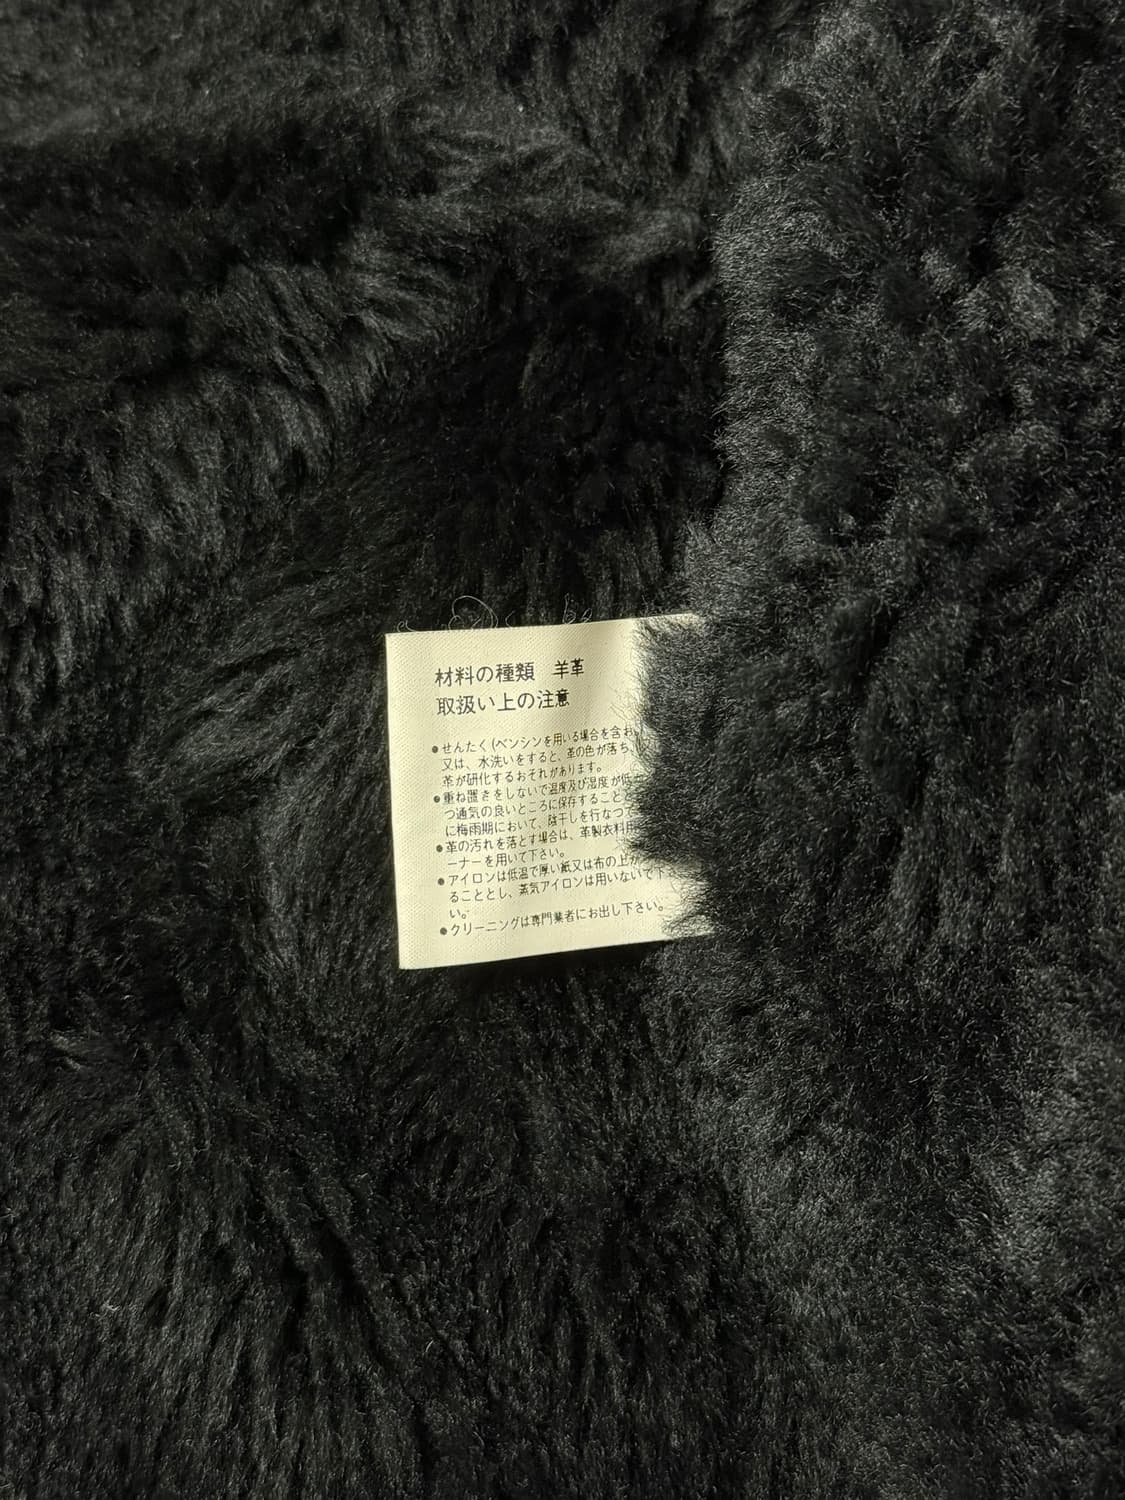 材料の種類 羊革
取扱い上の注意
●せんたく(ベンシンを用いる場合を含お
又は、水洗いをすると、革の色が落ち、
革が研化するおそれがあります。
●重ね置きをしないで温度及び湿度が低
つ通気の良いところに保存すること
に梅雨期において、陰干しを行なつて
●革の汚れを落とす場合は、革製衣料用
ーナーを用いて下さい。
●アイロンは低温で厚い紙又は布の上か
ることとし、蒸気アイロンは用いないで下さ
い。
●クリーニングは専門業者にお出し下さい。